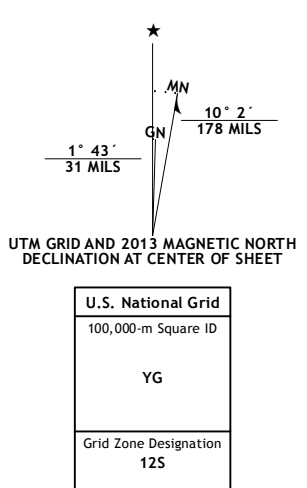 ★
MN
GN
10° 2´
178 MILS
1° 43´
31 MILS
UTM GRID AND 2013 MAGNETIC NORTH
DECLINATION AT CENTER OF SHEET
U.S. National Grid
100,000-m Square ID
YG
Grid Zone Designation
12S